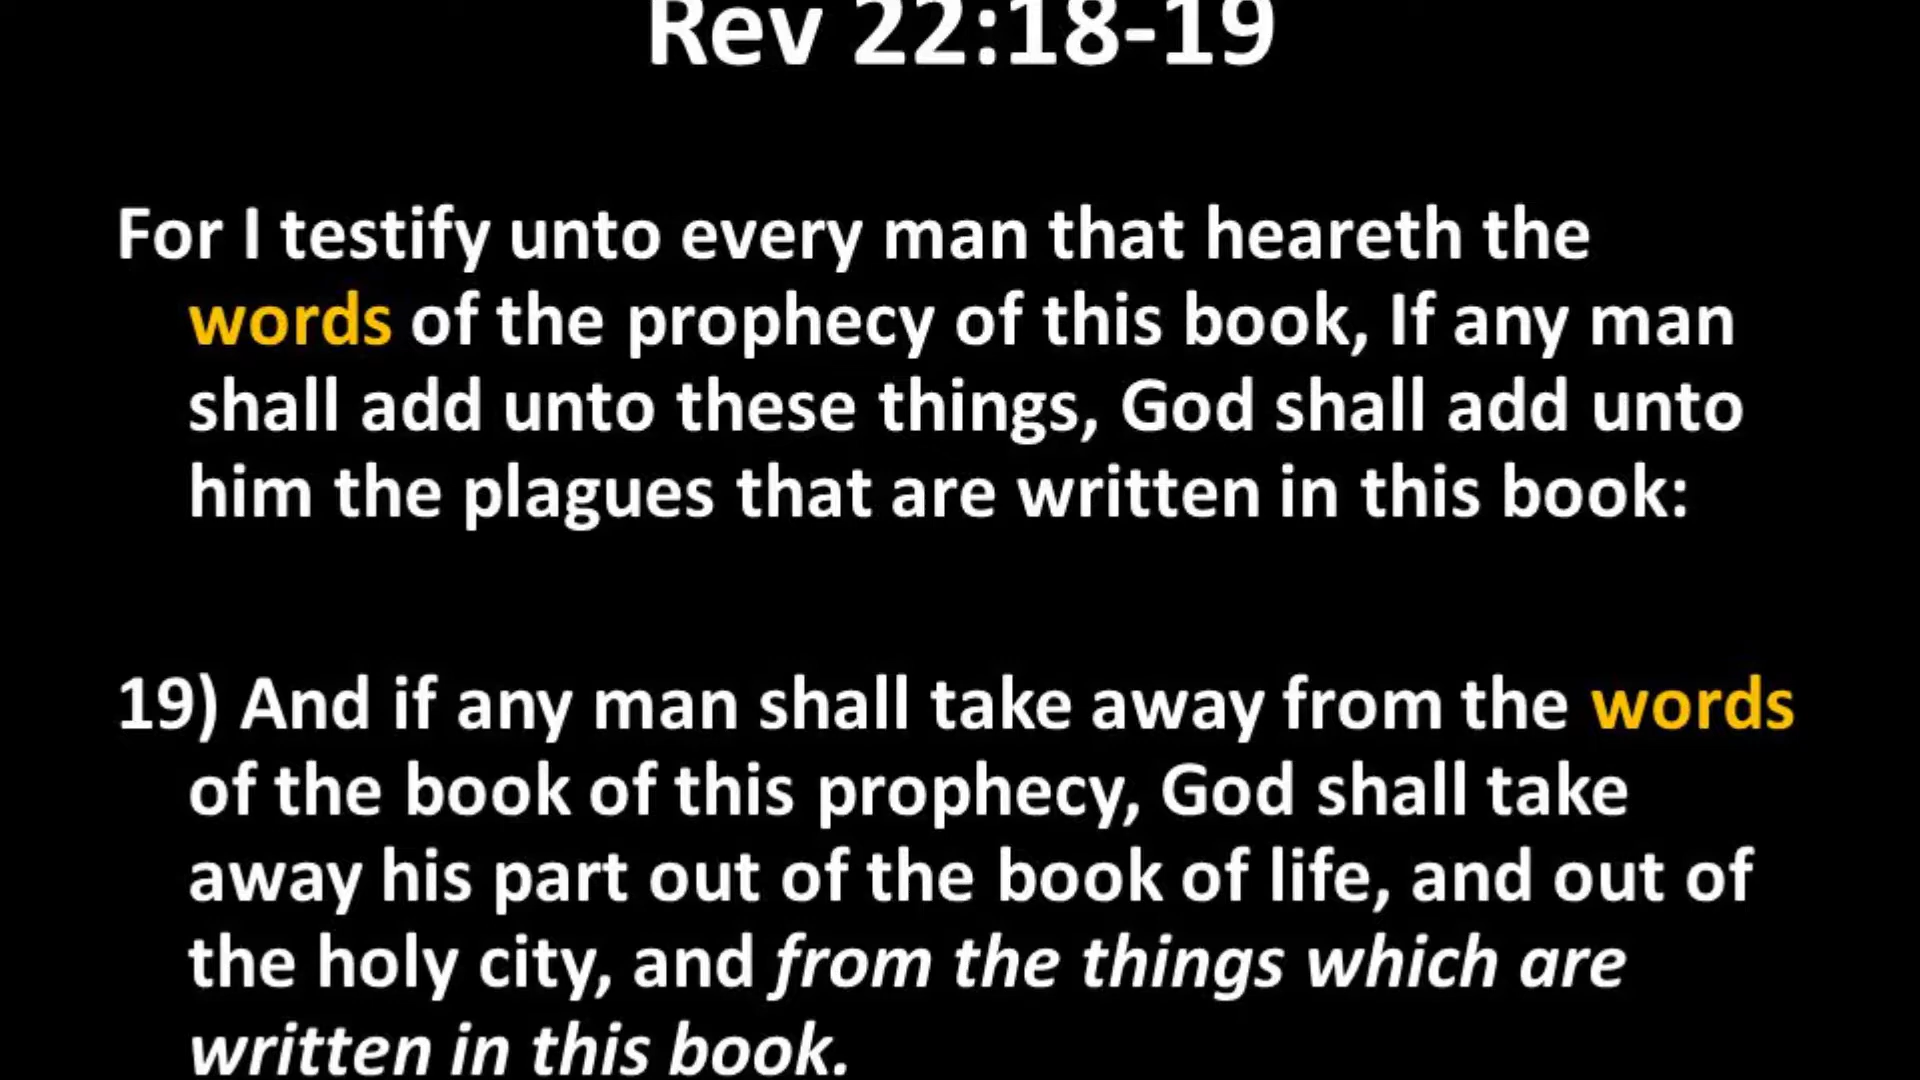 Rev 22:18-19
For I testify unto every man that heareth the
words of the prophecy of this book, If any man
shall add unto these things, God shall add unto
him the plagues that are written in this book:
19) And if any man shall take away from the words
of the book of this prophecy, God shall take
away his part out of the book of life, and out of
the holy city, and from the things which are
written in this book.